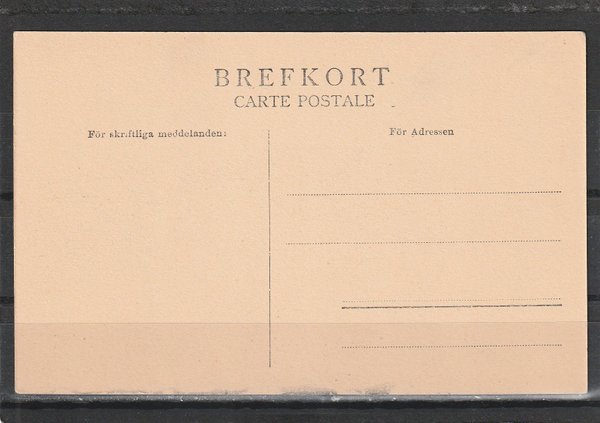 BREFKORT
CARTE POSTALE
För skriftliga meddelanden:
För Adressen